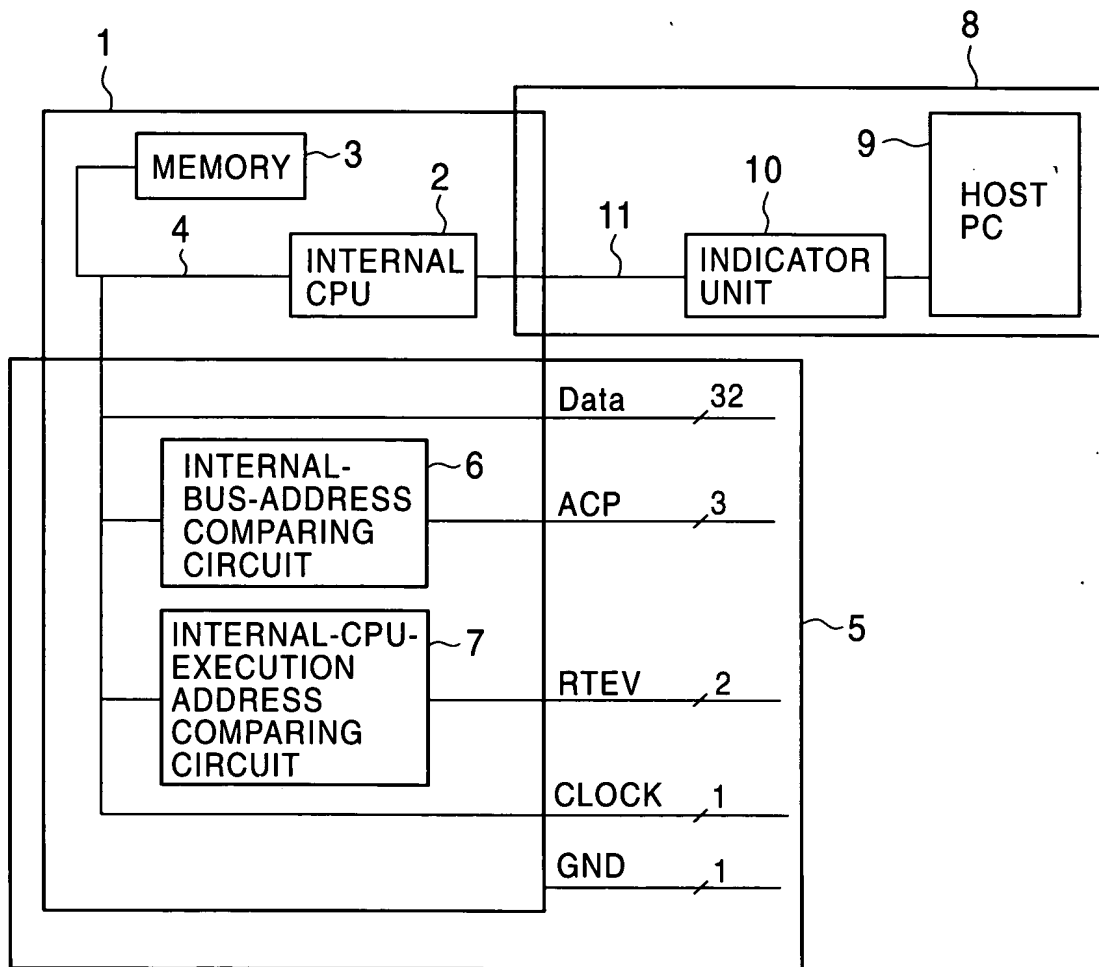 1
8
MEMORY
3
9
HOST
PC
2
10
4
11
INTERNAL
CPU
INDICATOR
UNIT
Data
32
INTERNAL-
BUS-ADDRESS
COMPARING
CIRCUIT
6
ACP
3
5
INTERNAL-CPU-
EXECUTION
ADDRESS
COMPARING
CIRCUIT
7
RTEV
2
CLOCK
1
GND
1